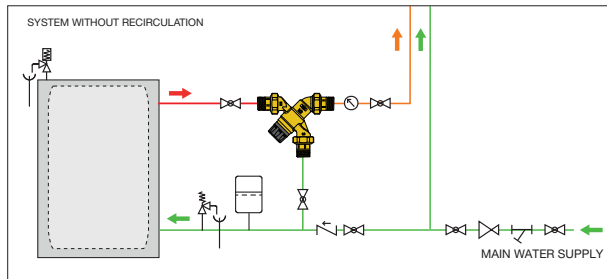 SYSTEM WITHOUT RECIRCULATION
MAIN WATER SUPPLY